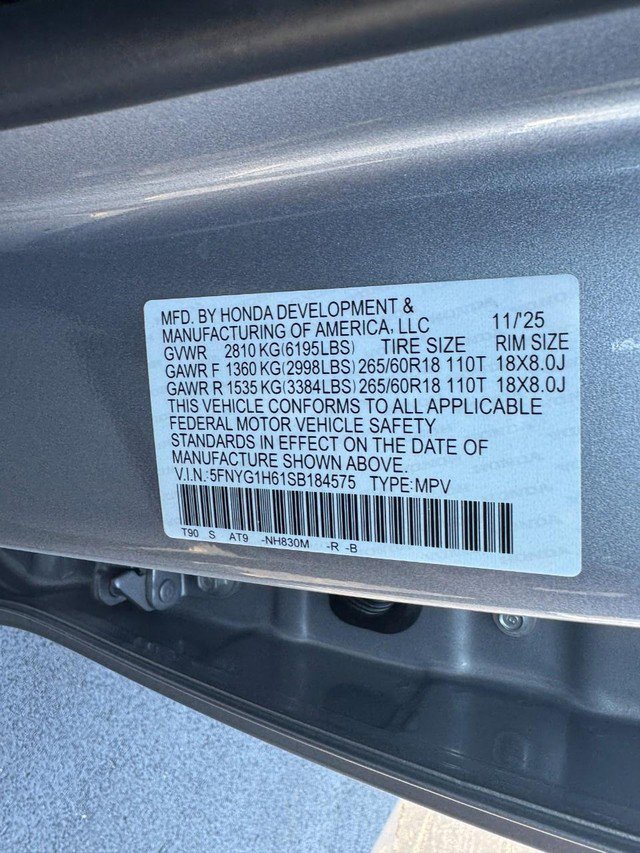 MFD. BY HONDA DEVELOPMENT &
MANUFACTURING OF AMERICA, LLC 11/'25
GVWR 2810 KG(6195LBS) TIRE SIZE RIM SIZE
GAWR F 1360 KG(2998LBS) 265/60R18 110T 18X8.0J
GAWR R 1535 KG(3384LBS) 265/60R18 110T 18X8.0J
THIS VEHICLE CONFORMS TO ALL APPLICABLE
FEDERAL MOTOR VEHICLE SAFETY
STANDARDS IN EFFECT ON THE DATE OF
MANUFACTURE SHOWN ABOVE.
V.I.N.:5FNYG1H61SB184575 TYPE:MPV
T90 S AT9 -NH830M -R -B